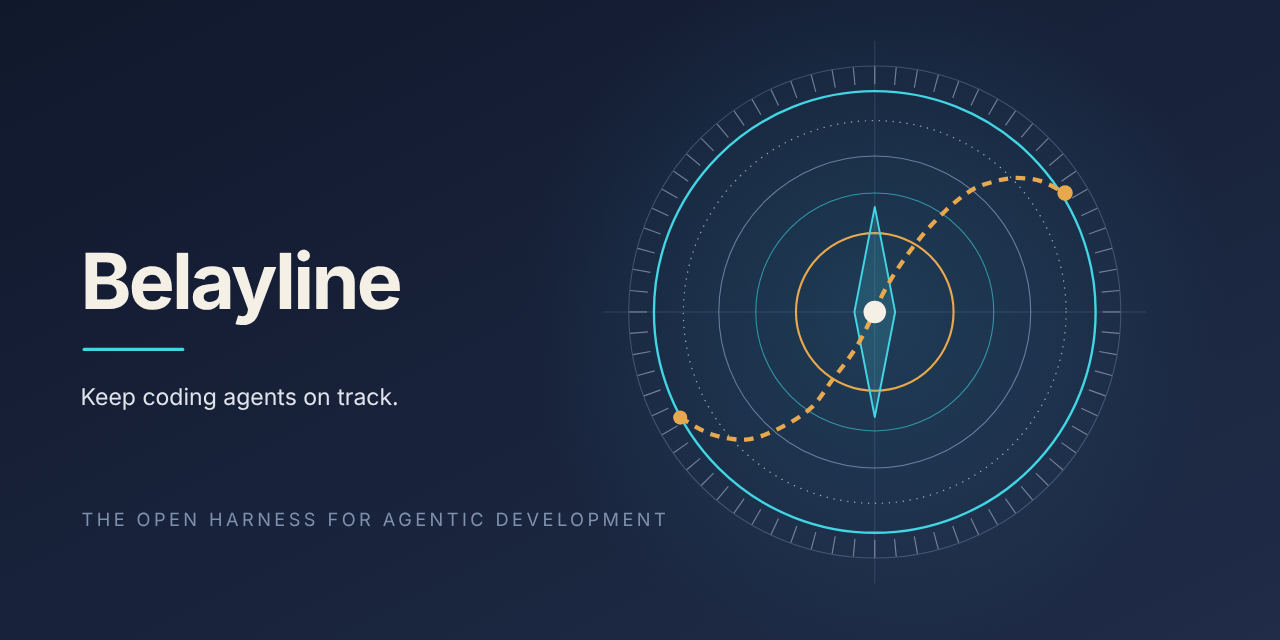 Belayline
Keep coding agents on track.
THE OPEN HARNESS FOR AGENTIC DEVELOPMENT